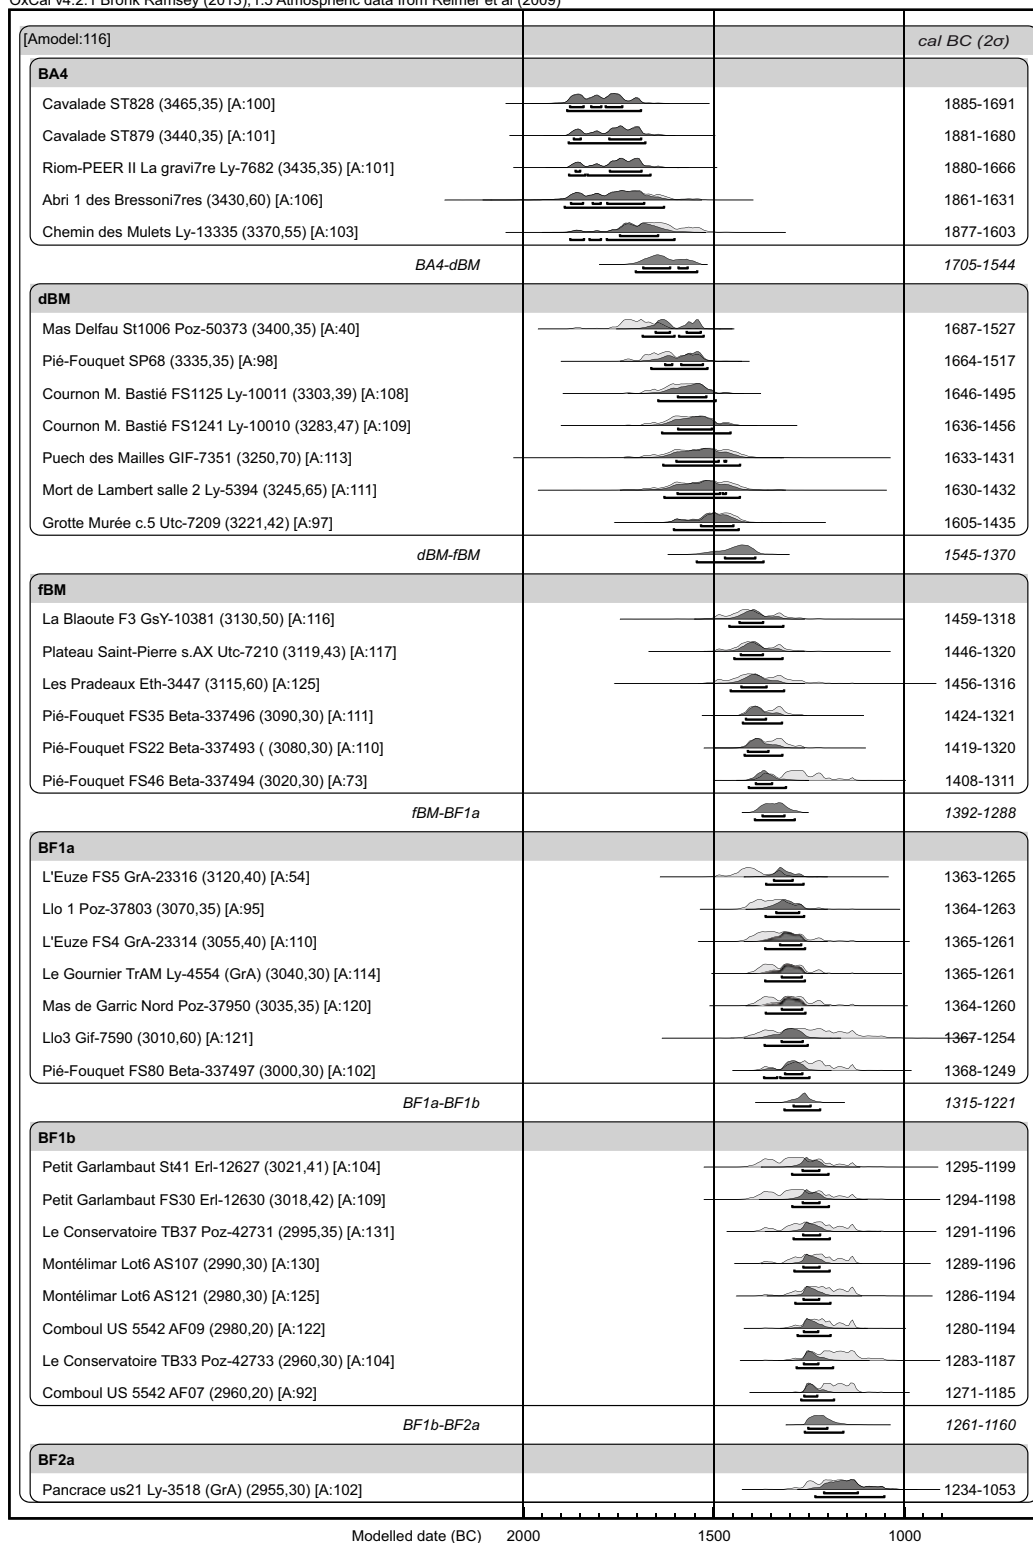 OxCal v4.2.1 Bronk Ramsey (2013); r:5 Atmospheric data from Reimer et al (2009)
[Amodel:116] cal BC (2σ)
BA4
Cavalade ST828 (3465,35) [A:100] 1885-1691
Cavalade ST879 (3440,35) [A:101] 1881-1680
Riom-PEER II La gravi7re Ly-7682 (3435,35) [A:101] 1880-1666
Abri 1 des Bressoni7res (3430,60) [A:106] 1861-1631
Chemin des Mulets Ly-13335 (3370,55) [A:103] 1877-1603
BA4-dBM 1705-1544
dBM
Mas Delfau St1006 Poz-50373 (3400,35) [A:40] 1687-1527
Pié-Fouquet SP68 (3335,35) [A:98] 1664-1517
Cournon M. Bastié FS1125 Ly-10011 (3303,39) [A:108] 1646-1495
Cournon M. Bastié FS1241 Ly-10010 (3283,47) [A:109] 1636-1456
Puech des Mailles GIF-7351 (3250,70) [A:113] 1633-1431
Mort de Lambert salle 2 Ly-5394 (3245,65) [A:111] 1630-1432
Grotte Murée c.5 Utc-7209 (3221,42) [A:97] 1605-1435
dBM-fBM 1545-1370
fBM
La Blaoute F3 GsY-10381 (3130,50) [A:116] 1459-1318
Plateau Saint-Pierre s.AX Utc-7210 (3119,43) [A:117] 1446-1320
Les Pradeaux Eth-3447 (3115,60) [A:125] 1456-1316
Pié-Fouquet FS35 Beta-337496 (3090,30) [A:111] 1424-1321
Pié-Fouquet FS22 Beta-337493 ( (3080,30) [A:110] 1419-1320
Pié-Fouquet FS46 Beta-337494 (3020,30) [A:73] 1408-1311
fBM-BF1a 1392-1288
BF1a
L'Euze FS5 GrA-23316 (3120,40) [A:54] 1363-1265
Llo 1 Poz-37803 (3070,35) [A:95] 1364-1263
L'Euze FS4 GrA-23314 (3055,40) [A:110] 1365-1261
Le Gournier TrAM Ly-4554 (GrA) (3040,30) [A:114] 1365-1261
Mas de Garric Nord Poz-37950 (3035,35) [A:120] 1364-1260
Llo3 Gif-7590 (3010,60) [A:121] 1367-1254
Pié-Fouquet FS80 Beta-337497 (3000,30) [A:102] 1368-1249
BF1a-BF1b 1315-1221
BF1b
Petit Garlambaut St41 Erl-12627 (3021,41) [A:104] 1295-1199
Petit Garlambaut FS30 Erl-12630 (3018,42) [A:109] 1294-1198
Le Conservatoire TB37 Poz-42731 (2995,35) [A:131] 1291-1196
Montélimar Lot6 AS107 (2990,30) [A:130] 1289-1196
Montélimar Lot6 AS121 (2980,30) [A:125] 1286-1194
Comboul US 5542 AF09 (2980,20) [A:122] 1280-1194
Le Conservatoire TB33 Poz-42733 (2960,30) [A:104] 1283-1187
Comboul US 5542 AF07 (2960,20) [A:92] 1271-1185
BF1b-BF2a 1261-1160
BF2a
Pancrace us21 Ly-3518 (GrA) (2955,30) [A:102] 1234-1053
Modelled date (BC) 2000 1500 1000